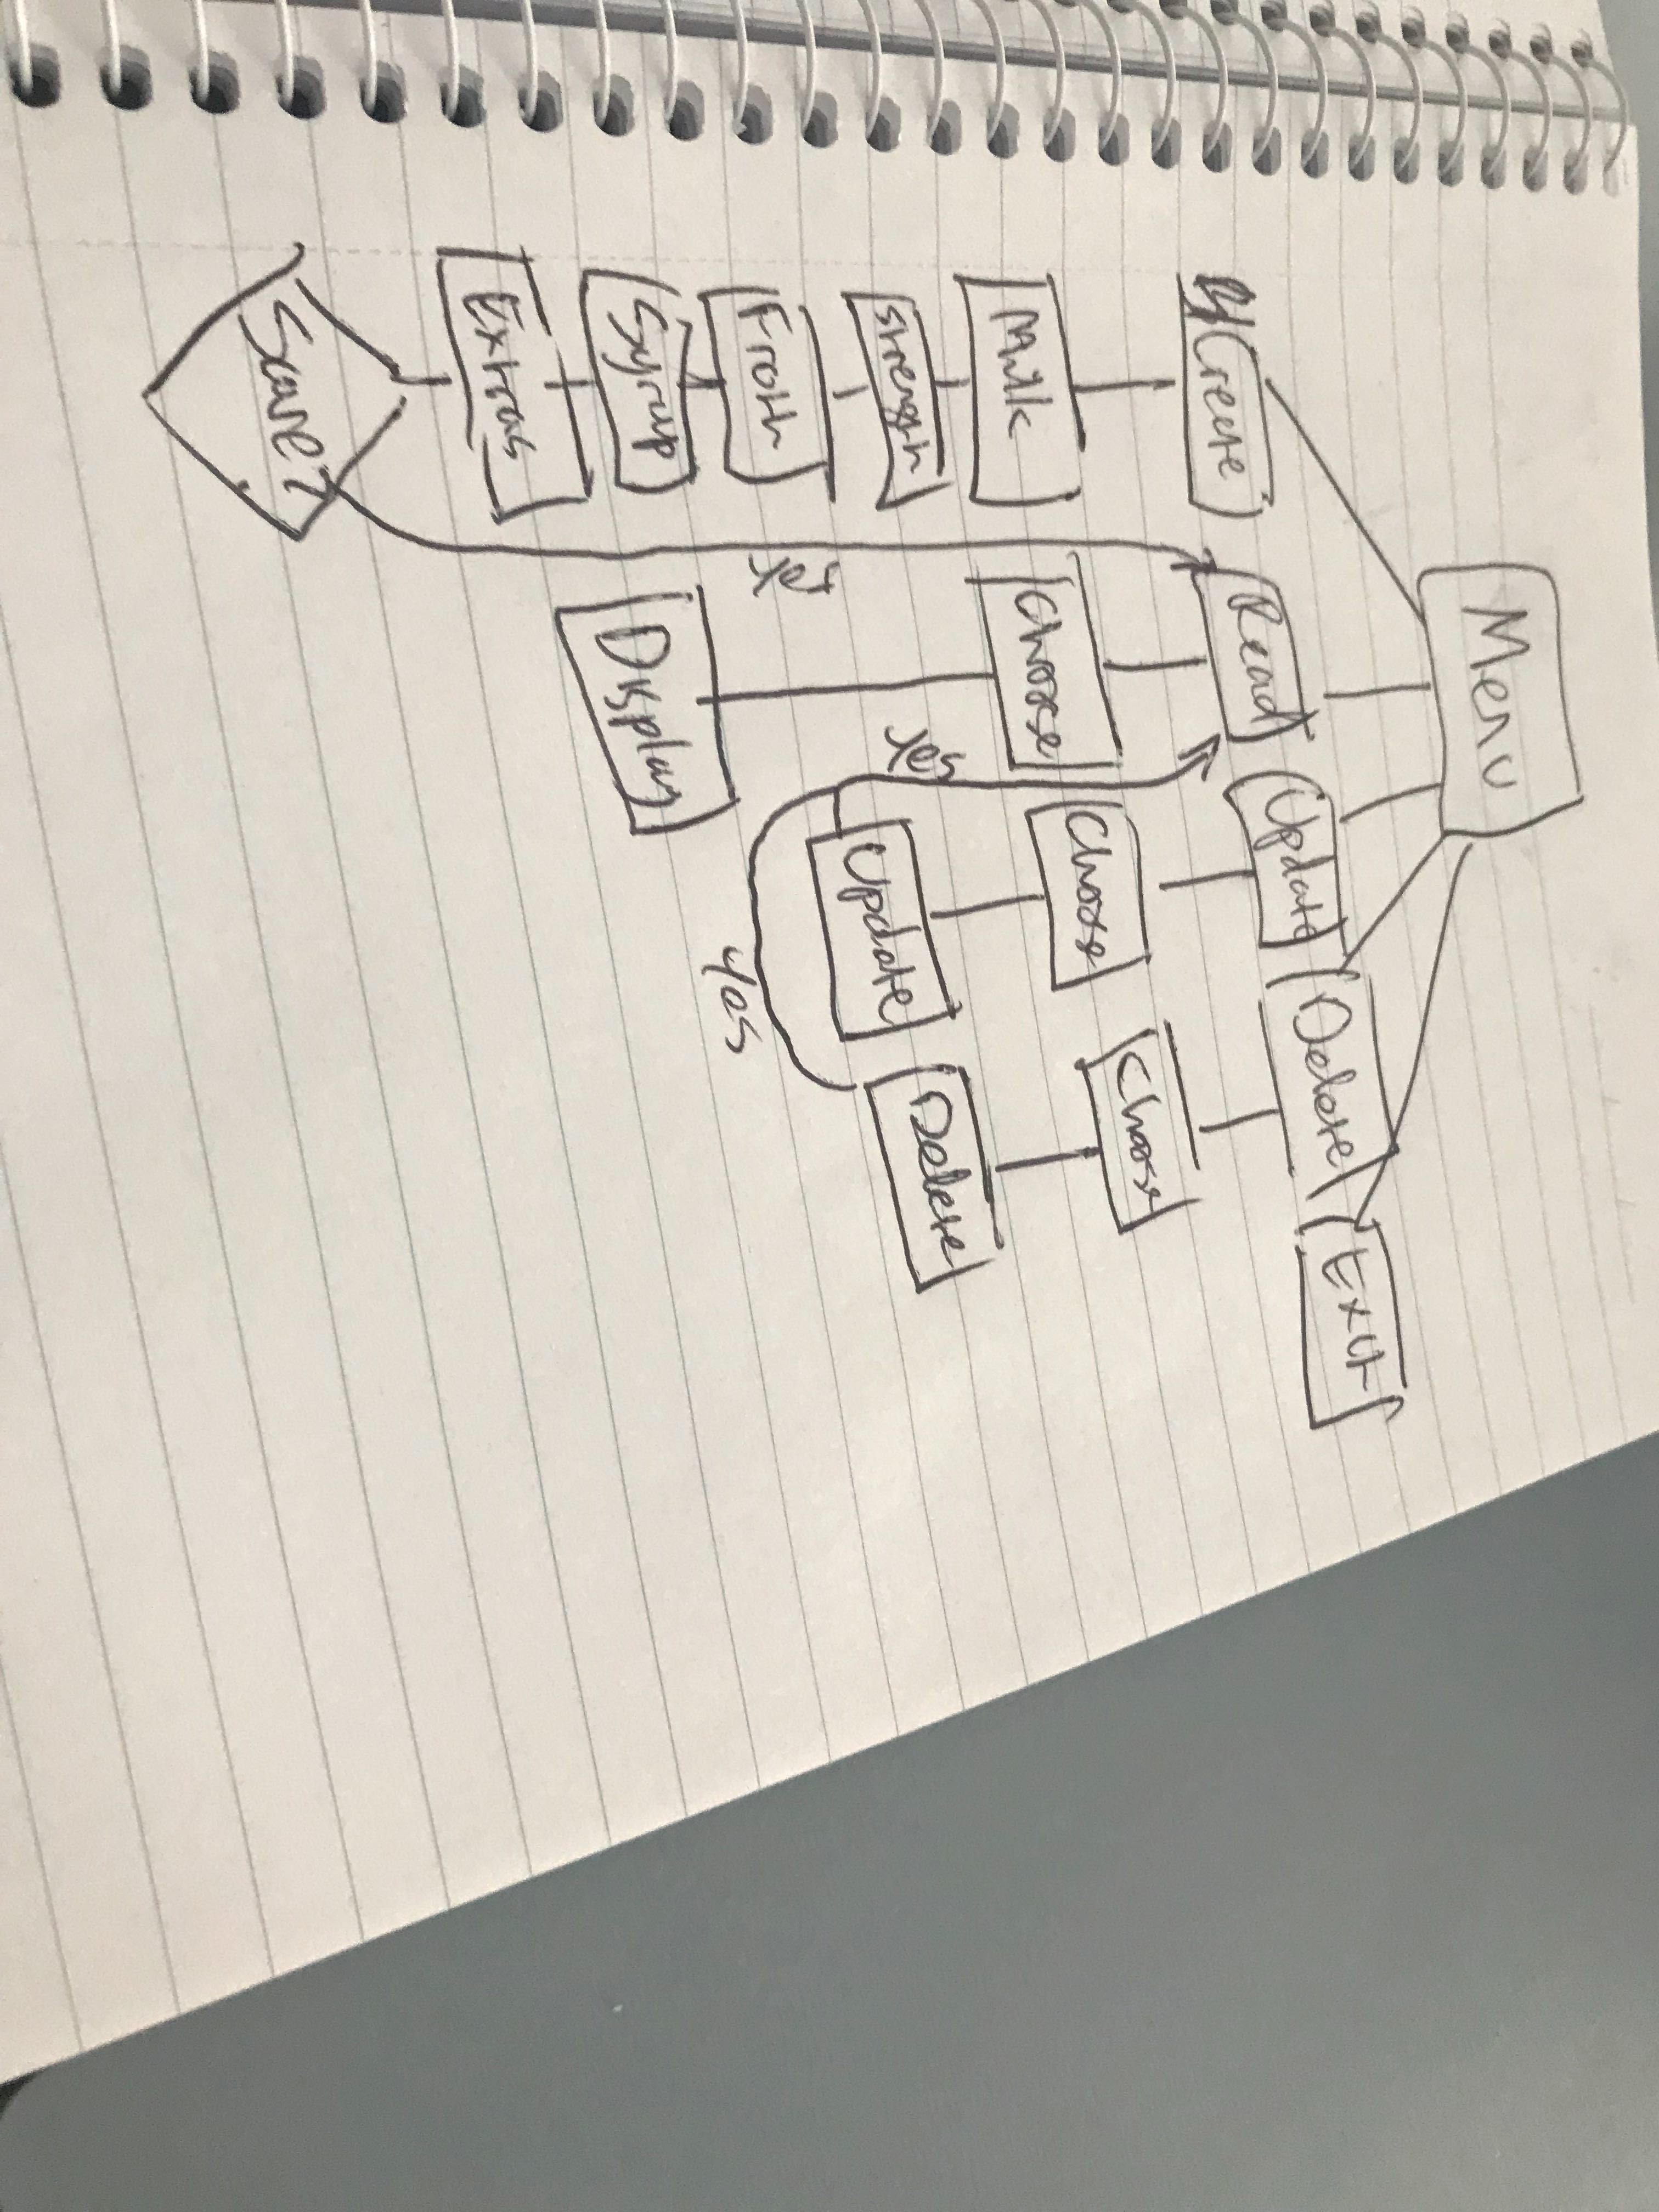 Menu
Create
Read
Update
Delete
Exit
Milk
Choose
Choose
Choose
Strength
Froth
Yes
Display
Yes
Update
Delete
Syrup
Yes
Extras